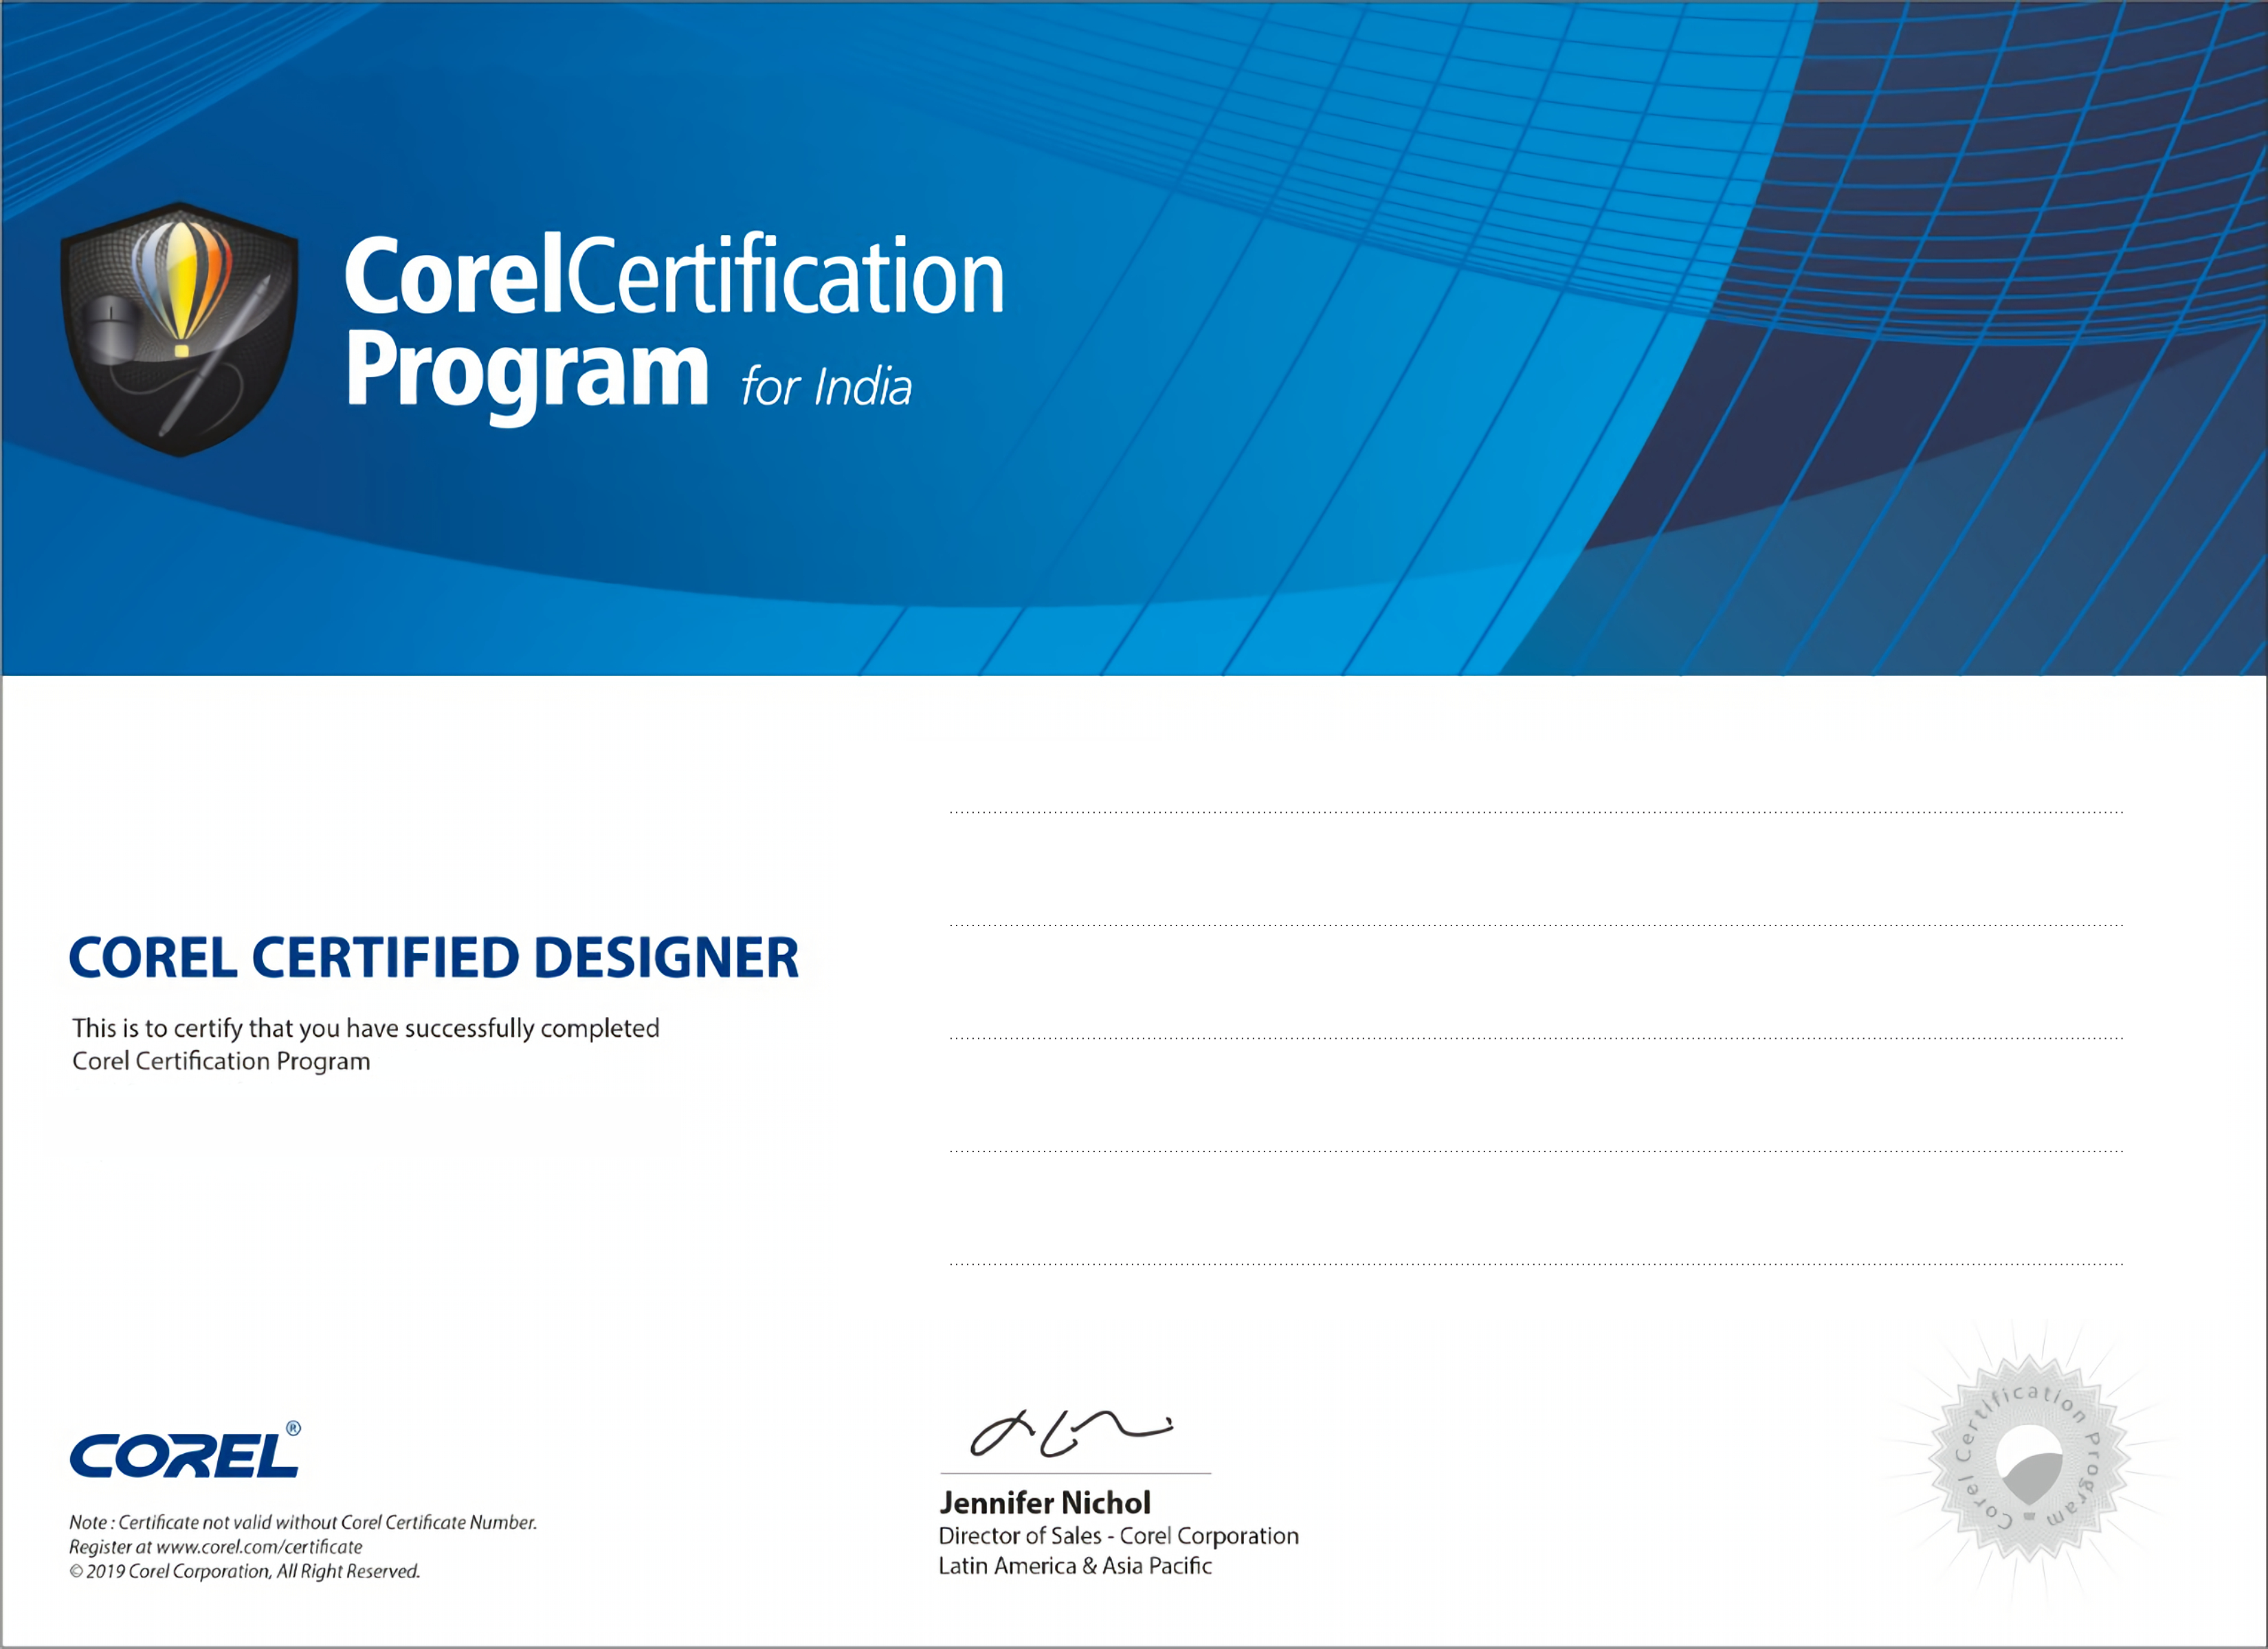 CorelCertification
Program for India
COREL CERTIFIED DESIGNER
This is to certify that you have successfully completed
Corel Certification Program
COREL®
Note : Certificate not valid without Corel Certificate Number.
Register at www.corel.com/certificate
© 2019 Corel Corporation, All Right Reserved.
Jennifer Nichol
Director of Sales - Corel Corporation
Latin America & Asia Pacific
Corel Certification Program